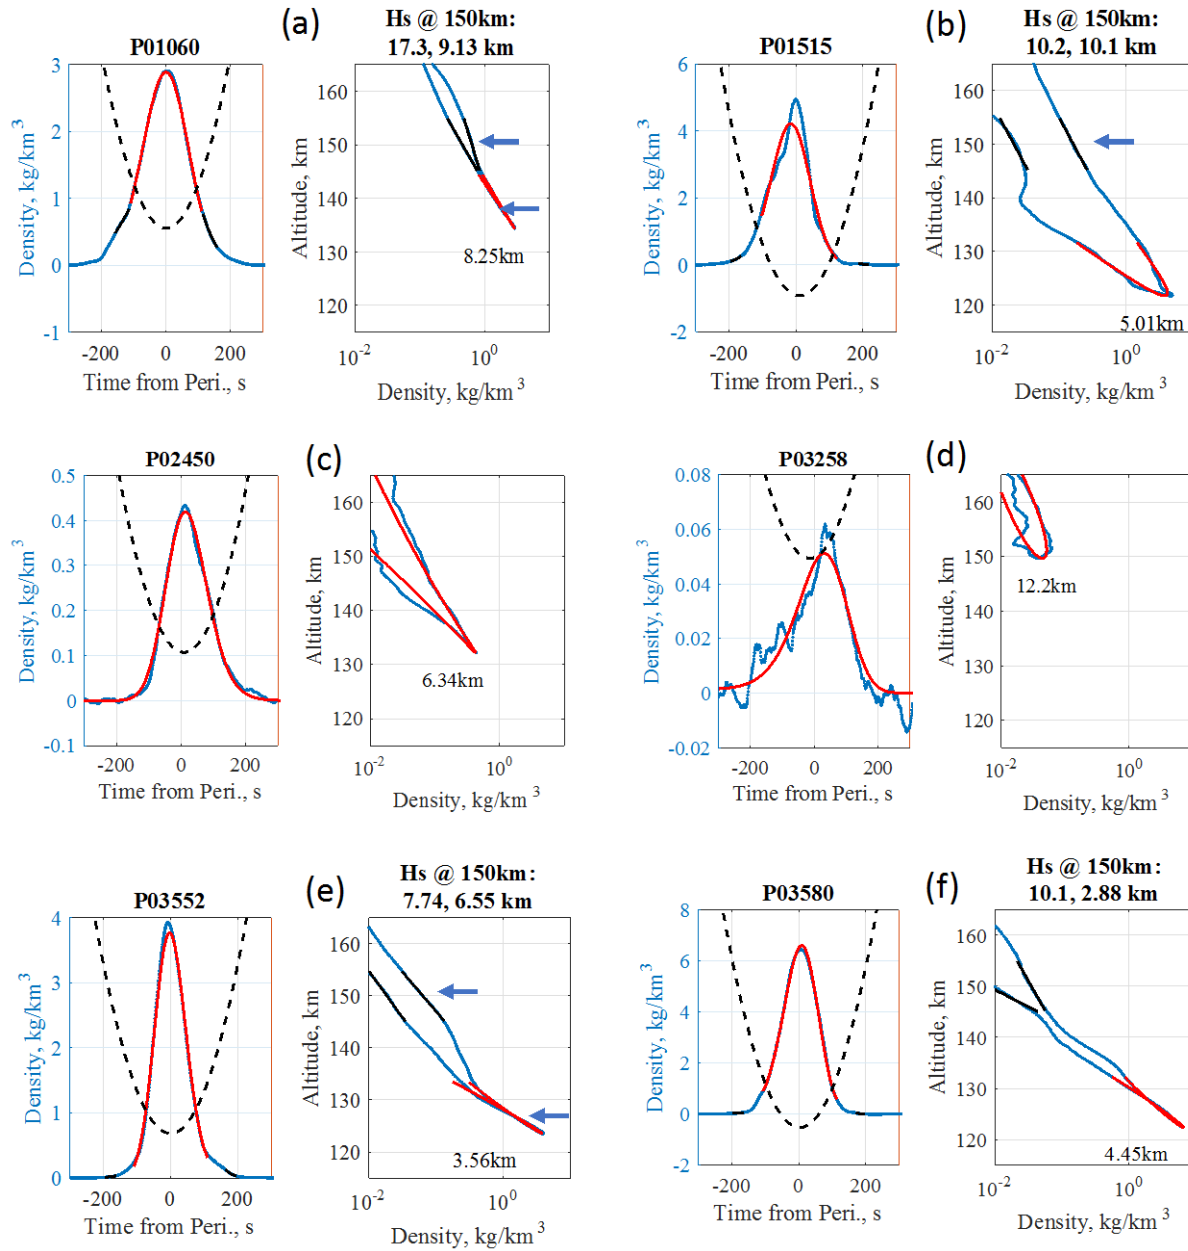 (a)
Hs @ 150km:
17.3, 9.13 km
P01060
3
2
1
0
-1
Density, kg/km 3
-200 0 200
Time from Peri., s
160
150
140
130
120
Altitude, km
8.25km
10-2 100
Density, kg/km 3
(b)
Hs @ 150km:
10.2, 10.1 km
P01515
6
4
2
0
-2
Density, kg/km 3
-200 0 200
Time from Peri., s
160
150
140
130
120
Altitude, km
5.01km
10-2 100
Density, kg/km 3
P02450
(c)
0.5
0.4
0.3
0.2
0.1
0
-0.1
Density, kg/km 3
-200 0 200
Time from Peri., s
160
150
140
130
120
Altitude, km
6.34km
10-2 100
Density, kg/km 3
P03258
(d)
0.08
0.06
0.04
0.02
0
-0.02
Density, kg/km 3
-200 0 200
Time from Peri., s
160
150
140
130
120
Altitude, km
12.2km
10-2 100
Density, kg/km 3
(e)
Hs @ 150km:
7.74, 6.55 km
P03552
4
3
2
1
0
Density, kg/km 3
-200 0 200
Time from Peri., s
160
150
140
130
120
Altitude, km
3.56km
10-2 100
Density, kg/km 3
(f)
Hs @ 150km:
10.1, 2.88 km
P03580
8
6
4
2
0
-2
Density, kg/km 3
-200 0 200
Time from Peri., s
160
150
140
130
120
Altitude, km
4.45km
10-2 100
Density, kg/km 3